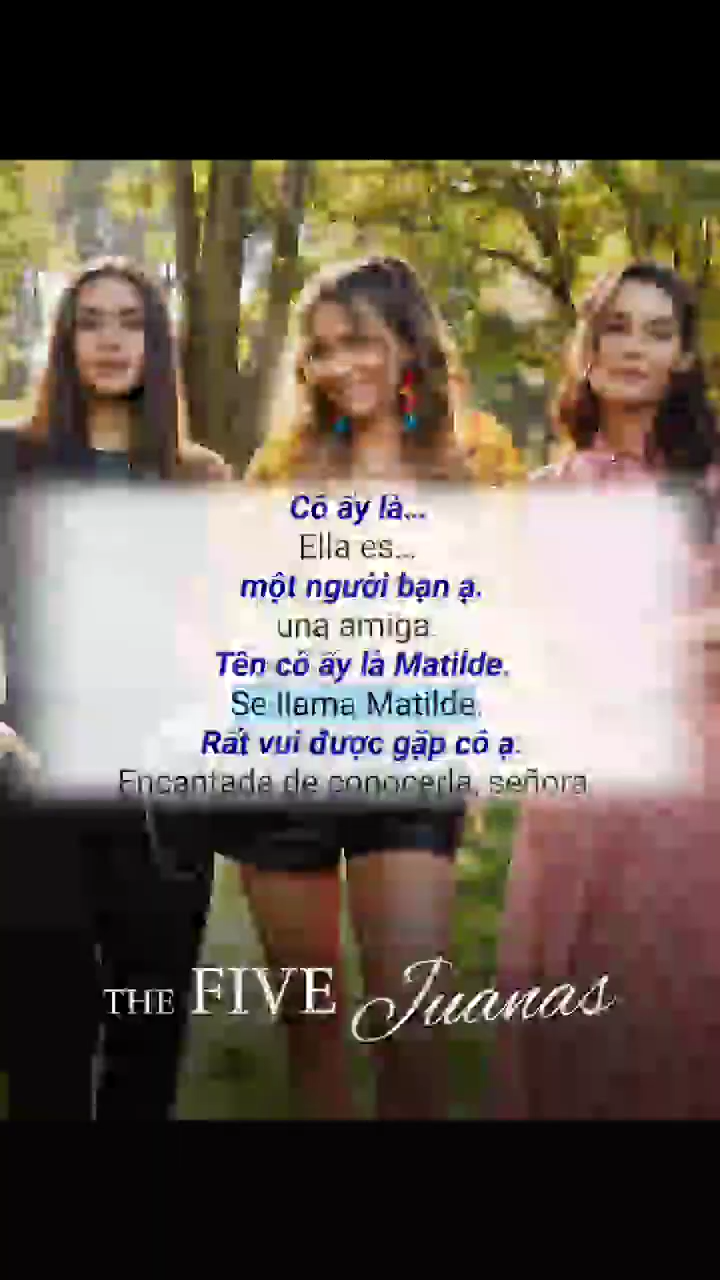 Cô ấy là...
Ella es...
một người bạn ạ.
una amiga.
Tên cô ấy là Matilde.
Se llama Matilde.
Rất vui được gặp cô ạ.
Encantada de conocerla, señora.
THE FIVE Juanas